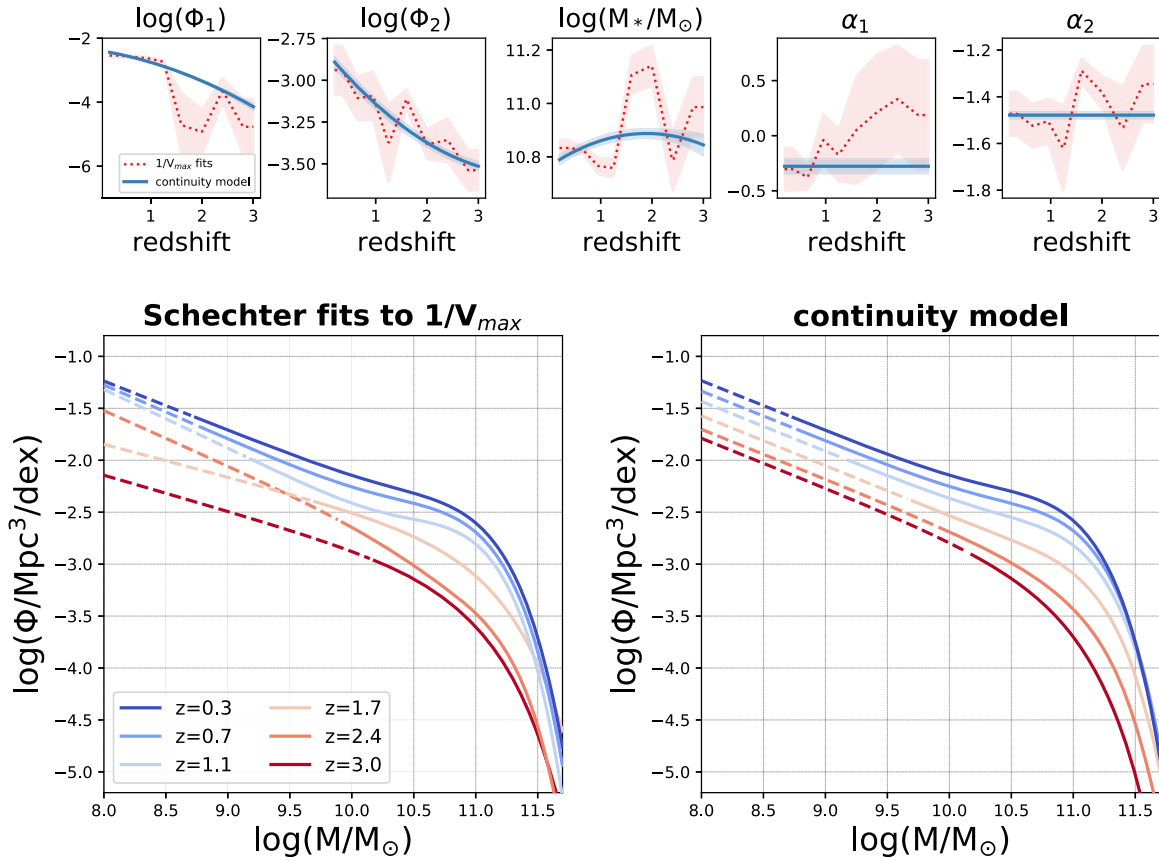 log(Φ₁) log(Φ₂) log(M*/M⊙) α₁ α₂
−2 −4 −6
1/Vmax fits
continuity model
1 2 3
redshift
−2.75 −3.00 −3.25 −3.50
1 2 3
redshift
11.2 11.0 10.8
1 2 3
redshift
0.5 0.0 −0.5
1 2 3
redshift
−1.2 −1.4 −1.6 −1.8
1 2 3
redshift
Schechter fits to 1/Vmax
log(Φ/Mpc³/dex)
−1.0
−1.5
−2.0
−2.5
−3.0
−3.5
−4.0
−4.5
−5.0
z=0.3 z=1.7
z=0.7 z=2.4
z=1.1 z=3.0
8.0 8.5 9.0 9.5 10.0 10.5 11.0 11.5
log(M/M⊙)
continuity model
log(Φ/Mpc³/dex)
−1.0
−1.5
−2.0
−2.5
−3.0
−3.5
−4.0
−4.5
−5.0
8.0 8.5 9.0 9.5 10.0 10.5 11.0 11.5
log(M/M⊙)